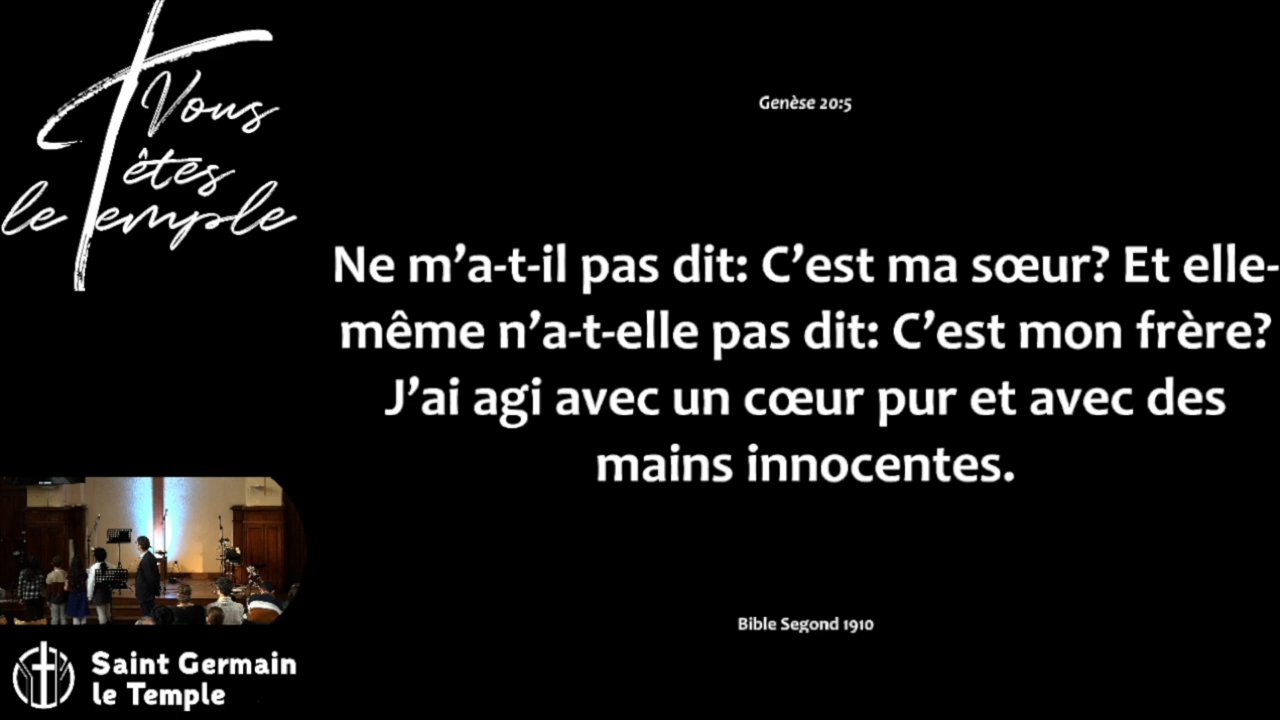 Vous
êtes
le Temple
Genèse 20:5
Ne m’a-t-il pas dit: C’est ma sœur? Et elle-
même n’a-t-elle pas dit: C’est mon frère?
J’ai agi avec un cœur pur et avec des
mains innocentes.
Bible Segond 1910
Saint Germain
le Temple